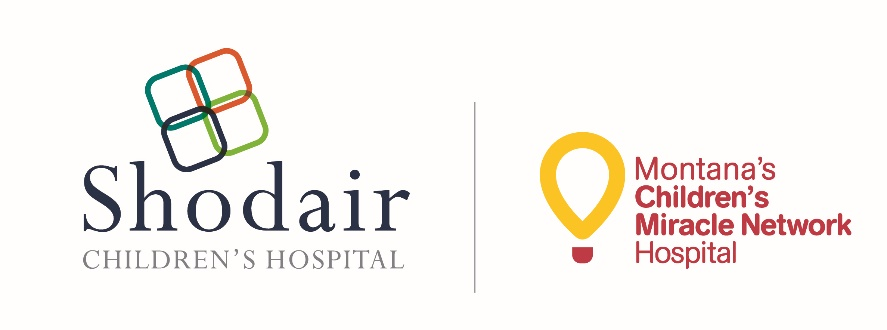 Shodair
CHILDREN'S HOSPITAL
Montana's
Children's
Miracle Network
Hospital